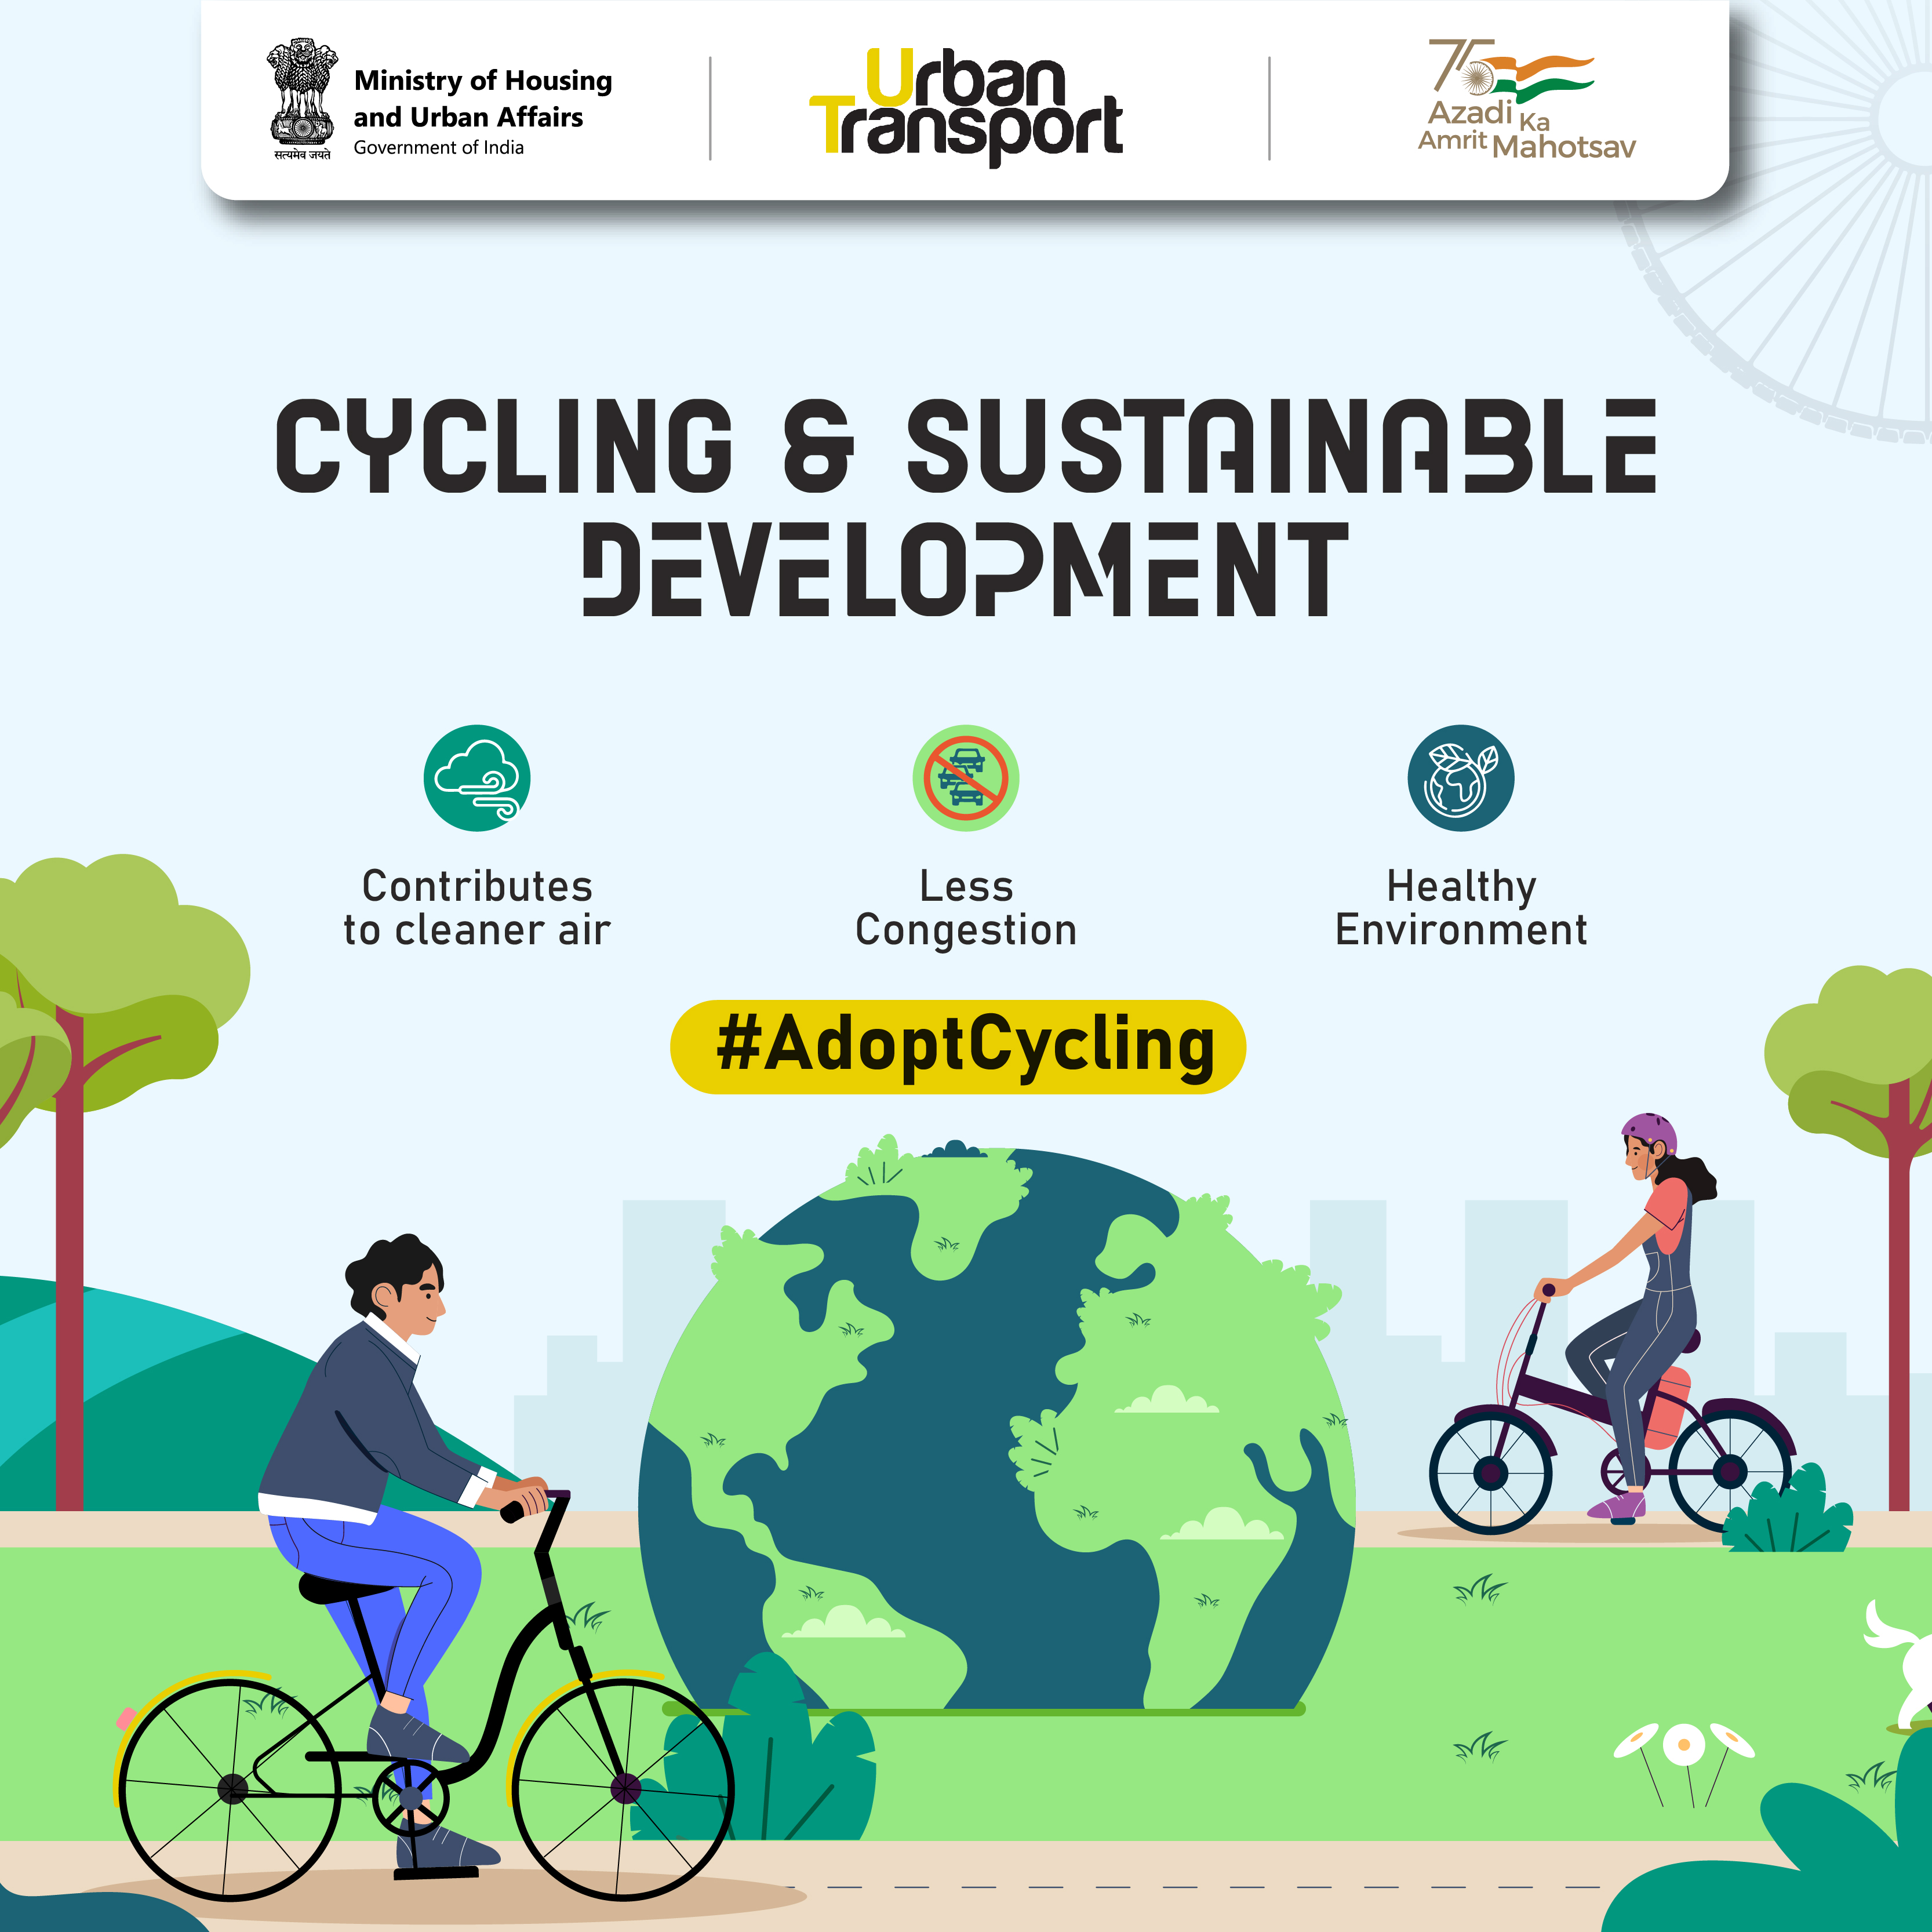 सत्यमेव जयते
Ministry of Housing
and Urban Affairs
Government of India
Urban
Transport
75
Azadi Ka
Amrit Mahotsav
CYCLING & SUSTAINABLE
DEVELOPMENT
Contributes
to cleaner air
Less
Congestion
Healthy
Environment
#AdoptCycling